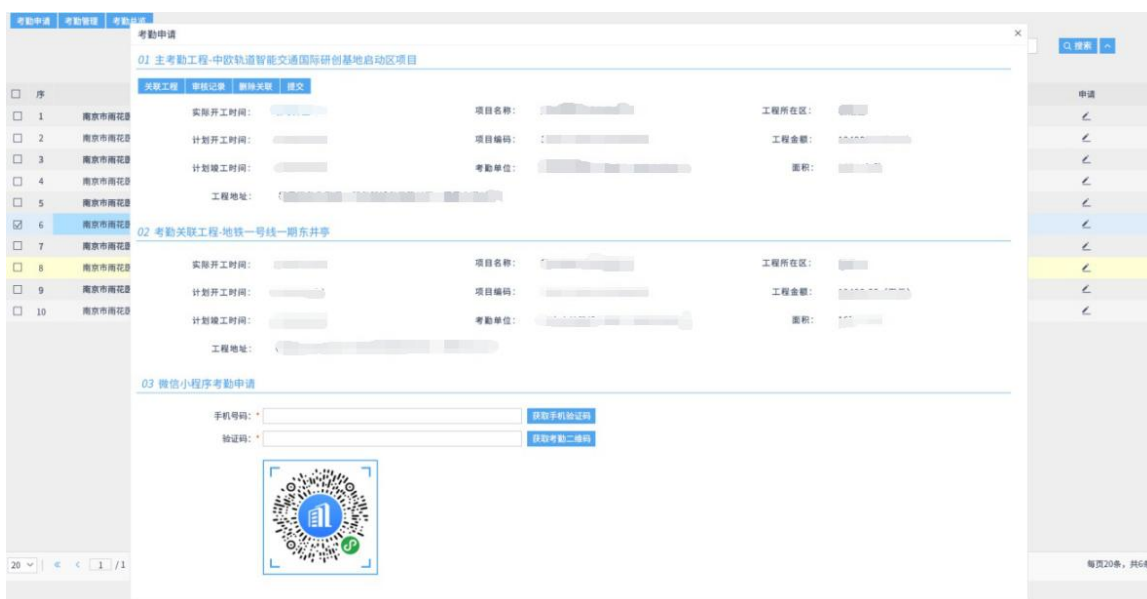 考勤申请 考勤管理 考勤
考勤申请 ×
01 主考勤工程-中欧轨道智能交通国际研创基地启动区项目
搜索
关联工程 审核记录 删除关联 提交
序 申请
实际开工时间： 项目名称： 工程所在区：
1 南京市雨花
计划开工时间： 项目编码： 工程金额：
2 南京市雨花
计划竣工时间： 考勤单位： 面积：
3 南京市雨花
4 南京市雨花
工程地址：
5 南京市雨花
6 南京市雨花
02 考勤关联工程-地铁一号线一期东井亭
7 南京市雨花
实际开工时间： 项目名称： 工程所在区：
8 南京市雨花
计划开工时间： 项目编码： 工程金额：
9 南京市雨花
10 南京市雨花
计划竣工时间： 考勤单位： 面积：
工程地址：
03 微信小程序考勤申请
手机号码：* 获取手机验证码
验证码：* 获取考勤二维码
20 « < 1 /1 每页20条，共6